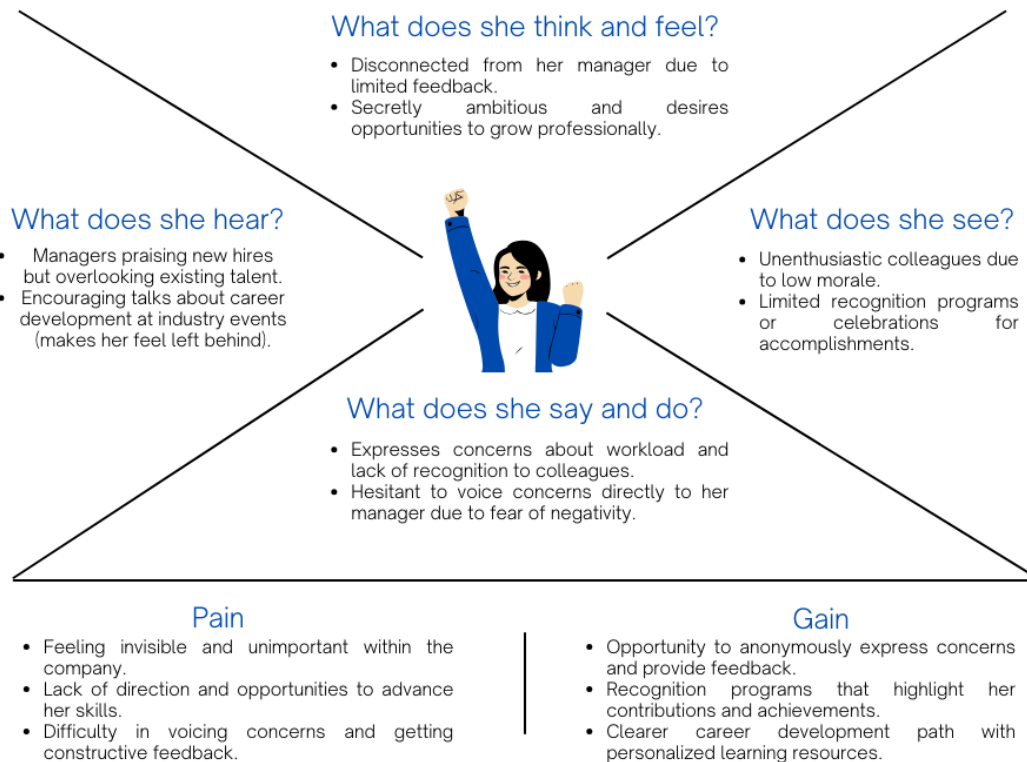 What does she think and feel?
• Disconnected from her manager due to
limited feedback.
• Secretly ambitious and desires
opportunities to grow professionally.
What does she hear?
• Managers praising new hires
but overlooking existing talent.
• Encouraging talks about career
development at industry events
(makes her feel left behind).
What does she see?
• Unenthusiastic colleagues due
to low morale.
• Limited recognition programs
or celebrations for
accomplishments.
What does she say and do?
• Expresses concerns about workload and
lack of recognition to colleagues.
• Hesitant to voice concerns directly to her
manager due to fear of negativity.
Pain
• Feeling invisible and unimportant within the
company.
• Lack of direction and opportunities to advance
her skills.
• Difficulty in voicing concerns and getting
constructive feedback.
Gain
• Opportunity to anonymously express concerns
and provide feedback.
• Recognition programs that highlight her
contributions and achievements.
• Clearer career development path with
personalized learning resources.